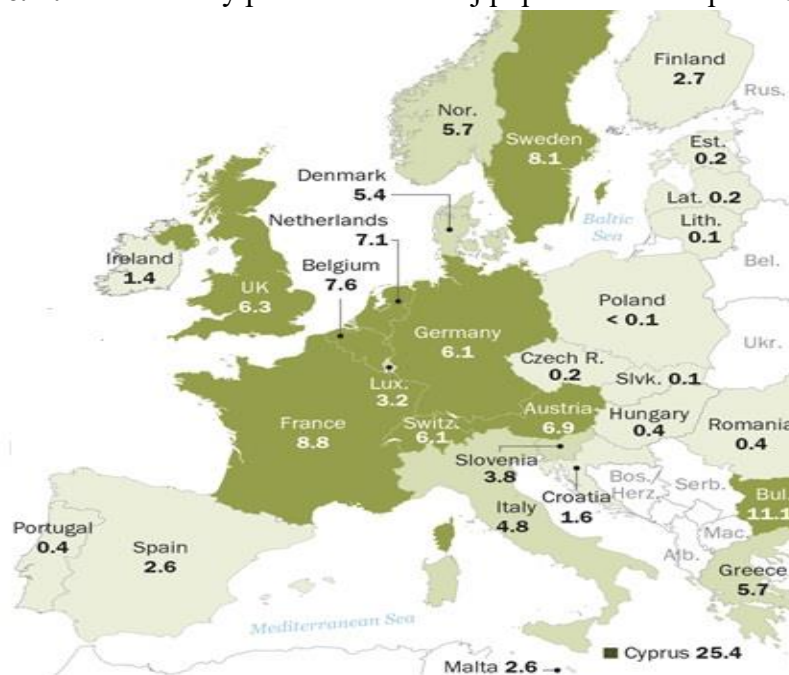 Finland
2.7
Rus.
Nor.
5.7
Sweden
8.1
Est.
0.2
Denmark
5.4
Lat. 0.2
Netherlands
7.1
Baltic
Sea
Lith.
0.1
Ireland
1.4
Belgium
7.6
Bel.
UK
6.3
Poland
< 0.1
Germany
6.1
Ukr.
Czech R.
0.2
Slvk. 0.1
Lux.
3.2
France
8.8
Switz.
6.1
Austria
6.9
Hungary
0.4
Romania
0.4
Slovenia
3.8
Croatia
1.6
Bos./
Herz.
Serb.
Bul.
11.1
Italy
4.8
Portugal
0.4
Spain
2.6
Mac.
Alb.
Greece
5.7
Mediterranean Sea
Cyprus 25.4
Malta 2.6